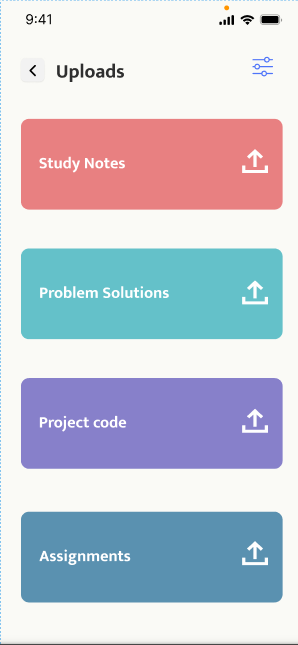 9:41
Uploads
Study Notes
Problem Solutions
Project code
Assignments